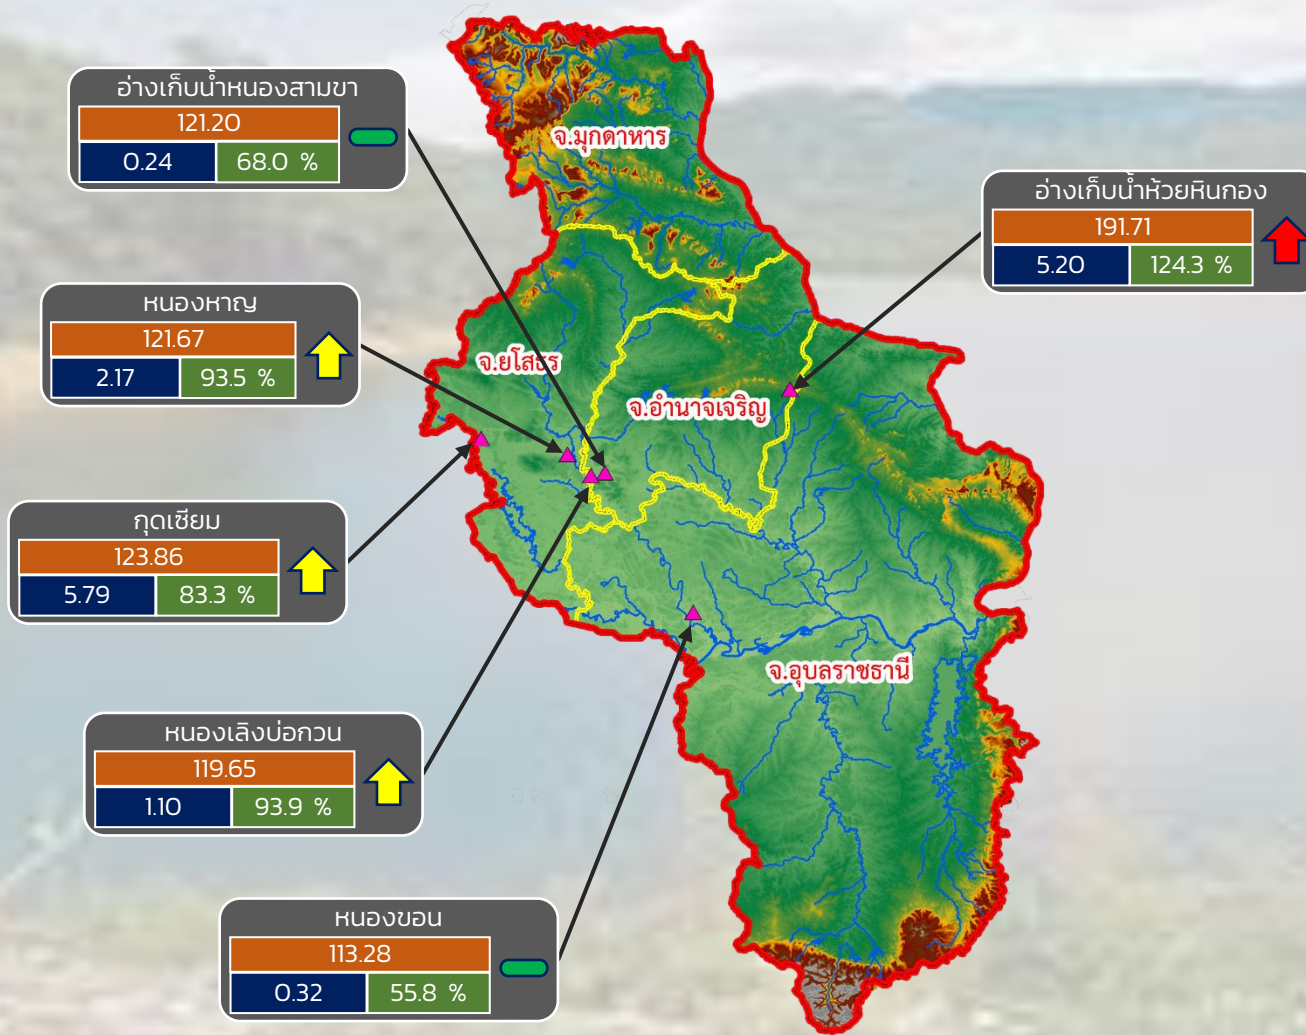 อ่างเก็บน้ำหนองสามขา
121.20
0.24 68.0 %
จ.มุกดาหาร
อ่างเก็บน้ำห้วยหินกอง
191.71
5.20 124.3 %
หนองหาญ
121.67
2.17 93.5 %
จ.ยโสธร
จ.อำนาจเจริญ
กุดเซียม
123.86
5.79 83.3 %
จ.อุบลราชธานี
หนองเลิงบ่อกวน
119.65
1.10 93.9 %
หนองขอน
113.28
0.32 55.8 %